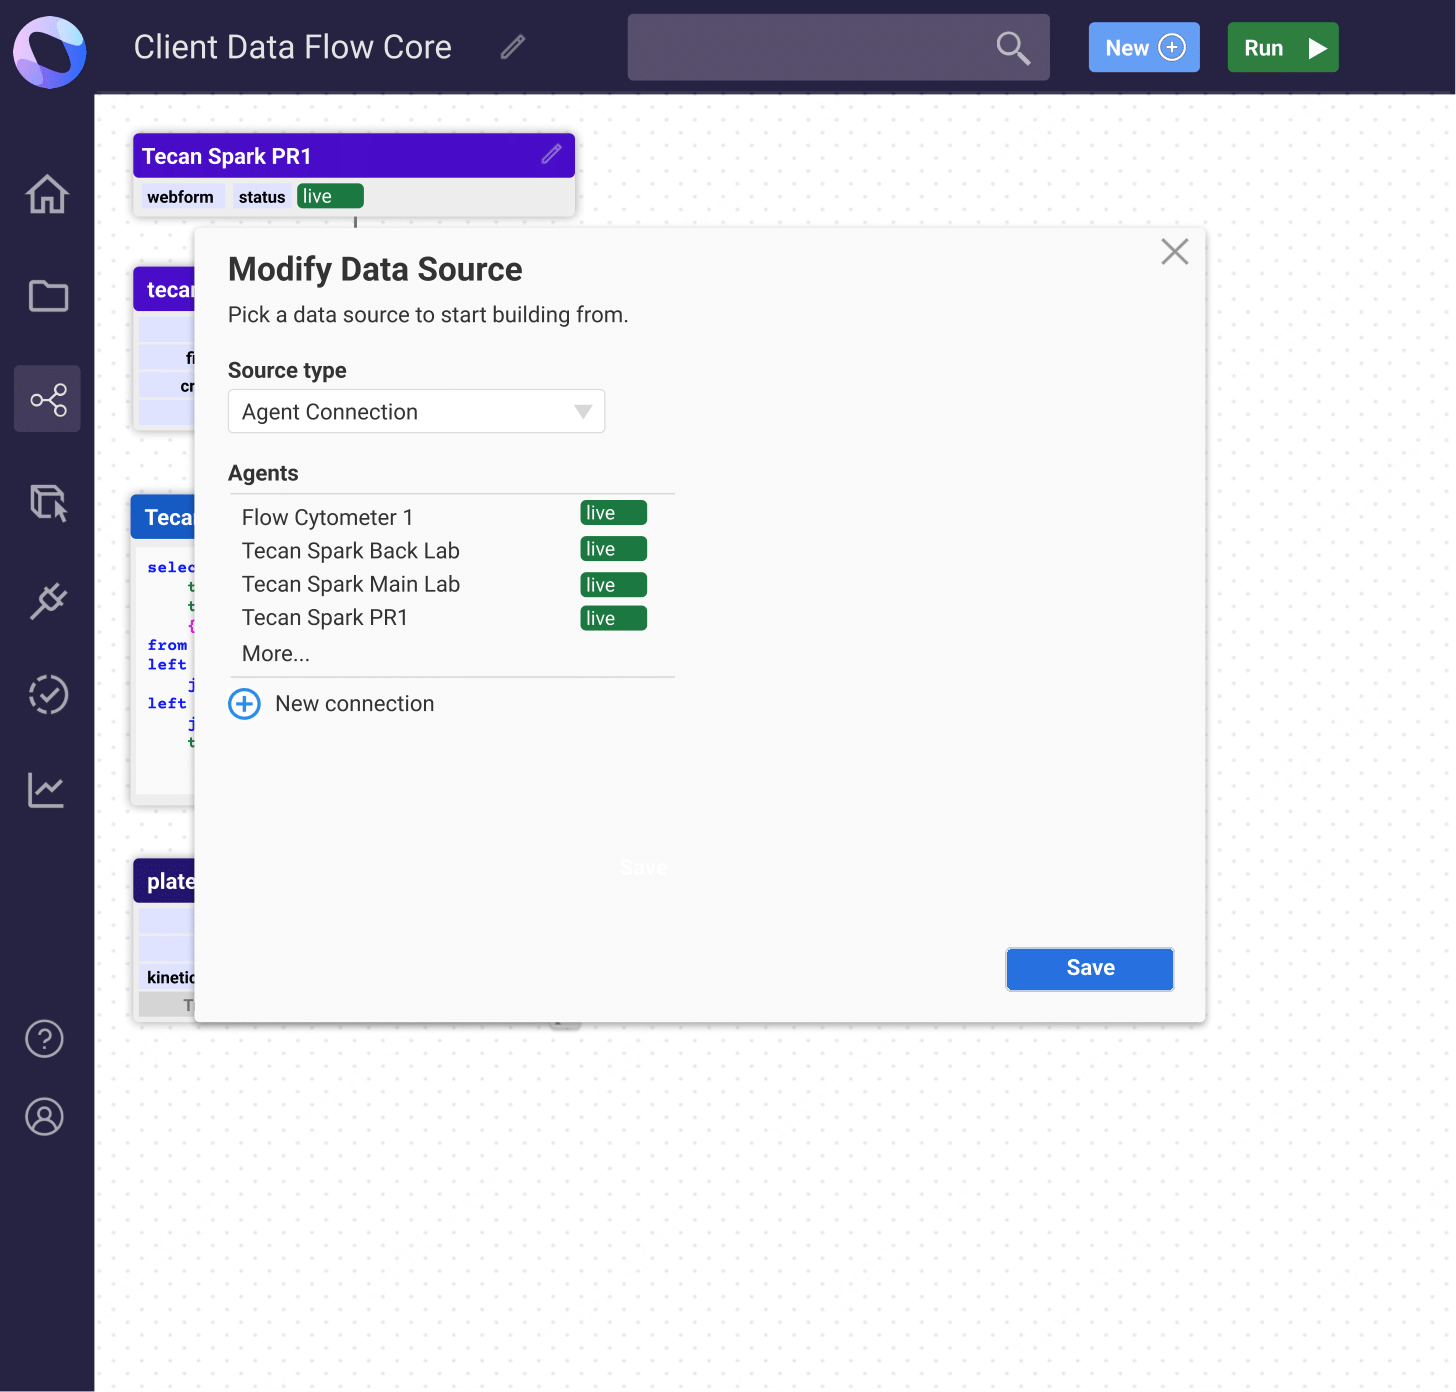 Client Data Flow Core
New
Run
Tecan Spark PR1
webform status live
Modify Data Source
Pick a data source to start building from.
Source type
Agent Connection
Agents
Flow Cytometer 1 live
Tecan Spark Back Lab live
Tecan Spark Main Lab live
Tecan Spark PR1 live
More...
New connection
Save
Save
tecan
fi
cr
Teca
selec
t
t
{
from
left
j
left
j
t
plate
kinetic
T
?